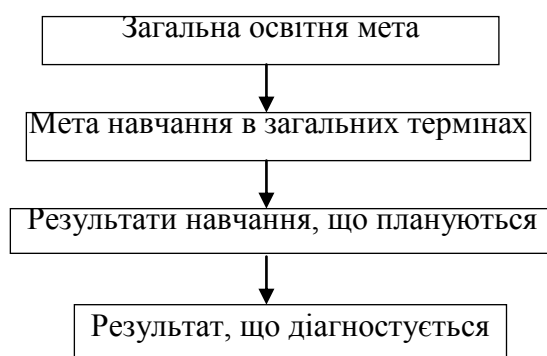 Загальна освітня мета
Мета навчання в загальних термінах
Результати навчання, що плануються
Результат, що діагностується